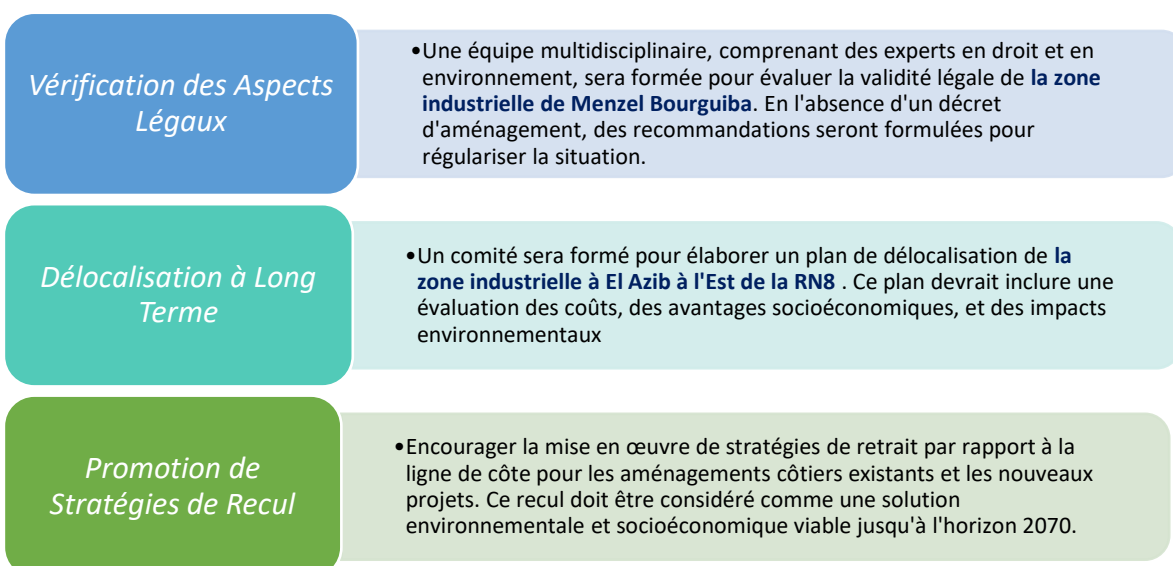 Vérification des Aspects
Légaux
•Une équipe multidisciplinaire, comprenant des experts en droit et en
environnement, sera formée pour évaluer la validité légale de la zone
industrielle de Menzel Bourguiba. En l'absence d'un décret
d'aménagement, des recommandations seront formulées pour
régulariser la situation.
Délocalisation à Long
Terme
•Un comité sera formé pour élaborer un plan de délocalisation de la
zone industrielle à El Azib à l'Est de la RN8 . Ce plan devrait inclure une
évaluation des coûts, des avantages socioéconomiques, et des impacts
environnementaux
Promotion de
Stratégies de Recul
•Encourager la mise en œuvre de stratégies de retrait par rapport à la
ligne de côte pour les aménagements côtiers existants et les nouveaux
projets. Ce recul doit être considéré comme une solution
environnementale et socioéconomique viable jusqu'à l'horizon 2070.